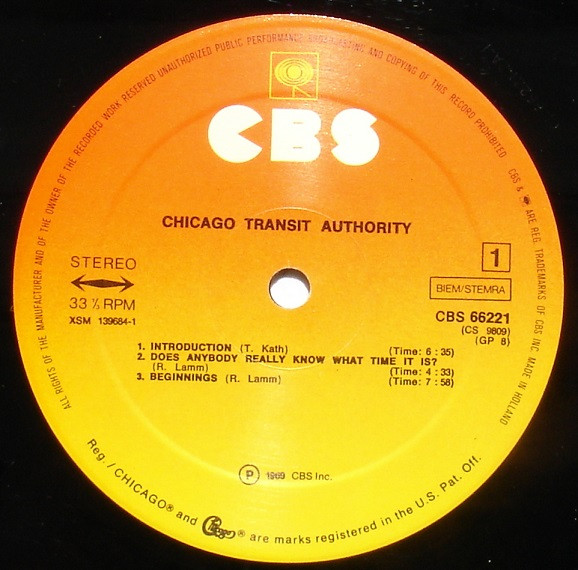 ALL RIGHTS OF THE MANUFACTURER AND OF THE OWNER OF THE RECORDED WORK RESERVED UNAUTHORIZED PUBLIC PERFORMANCE BROADCASTING AND COPYING OF THIS RECORD PROHIBITED CBS & ARE REG. TRADEMARKS OF CBS INC. MADE IN HOLLAND
CBS
CHICAGO TRANSIT AUTHORITY
STEREO
1
33 ⅓ RPM
BIEM/STEMRA
XSM 139684-1
CBS 66221
(CS 9809)
(GP 8)
1. INTRODUCTION (T. Kath) (Time: 6 : 35)
2. DOES ANYBODY REALLY KNOW WHAT TIME IT IS?
(R. Lamm) (Time: 4 : 33)
3. BEGINNINGS (R. Lamm) (Time: 7 : 58)
Ⓟ 1969 CBS Inc.
Reg. / CHICAGO® and Chicago® are marks registered in the U.S. Pat. Off.